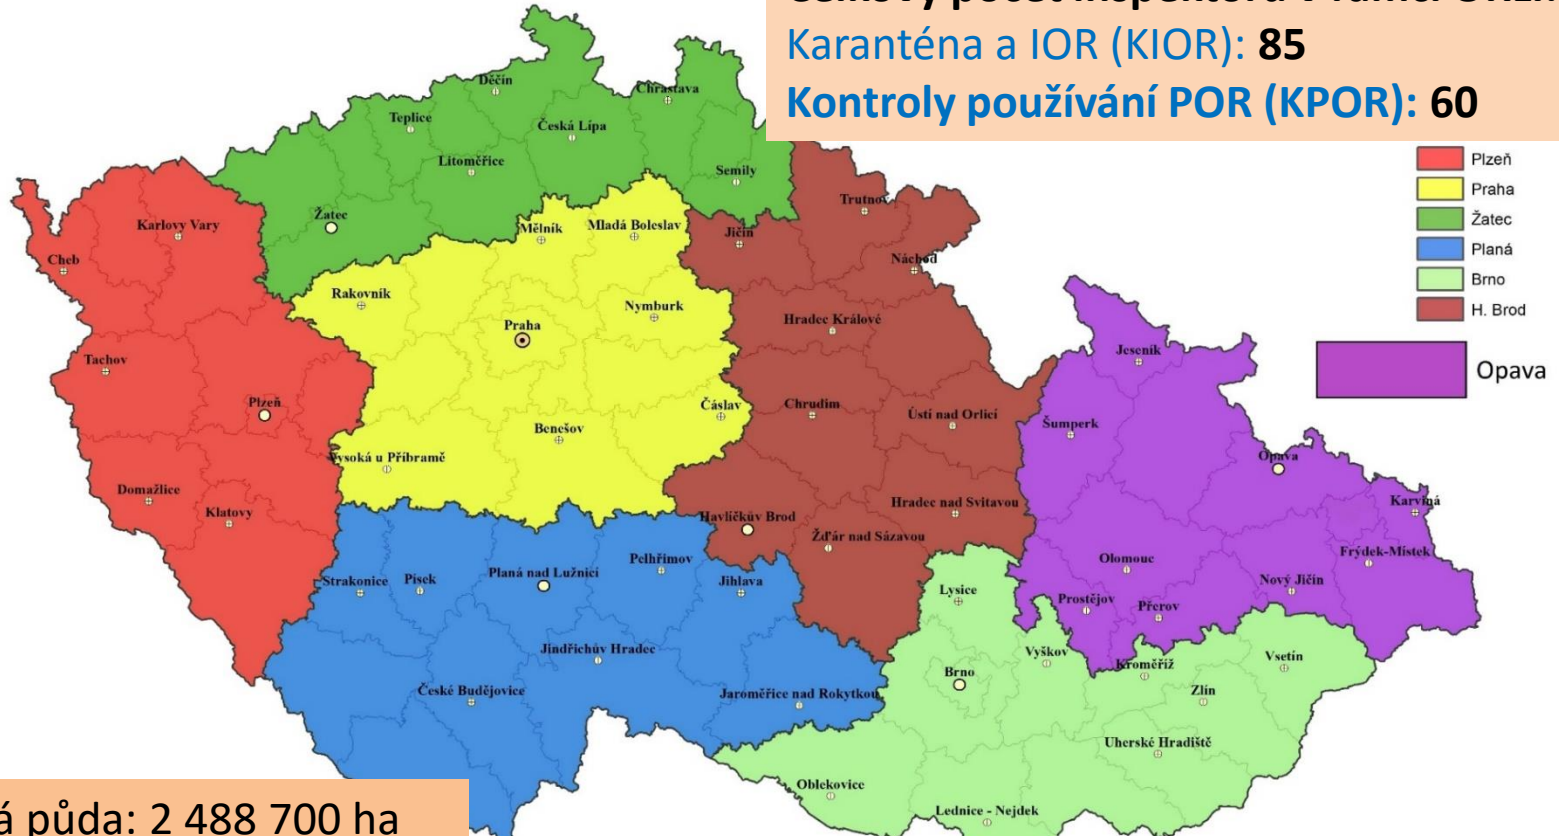 Celkový počet inspektorů v rámci
Karanténa a IOR (KIOR): 85
Kontroly používání POR (KPOR): 60
Plzeň
Praha
Žatec
Planá
Brno
H. Brod
Opava
Děčín
Chrastava
Teplice
Česká Lípa
Litoměřice
Semily
Žatec
Trutnov
Karlovy Vary
Mělník
Mladá Boleslav
Jičín
Cheb
Náchod
Rakovník
Nymburk
Praha
Hradec Králové
Tachov
Jeseník
Plzeň
Čáslav
Chrudim
Ústí nad Orlicí
Benešov
Šumperk
Vysoká u Příbramě
Opava
Domažlice
Klatovy
Hradec nad Svitavou
Karviná
Havlíčkův Brod
Žďár nad Sázavou
Frýdek-Místek
Pelhřimov
Olomouc
Strakonice
Písek
Planá nad Lužnicí
Jihlava
Lysice
Nový Jičín
Prostějov
Přerov
Jindřichův Hradec
Vyškov
Kroměříž
Vsetín
Brno
České Budějovice
Jaroměřice nad Rokytkou
Zlín
Uherské Hradiště
Oblekovice
Lednice - Nejdek
á půda: 2 488 700 ha